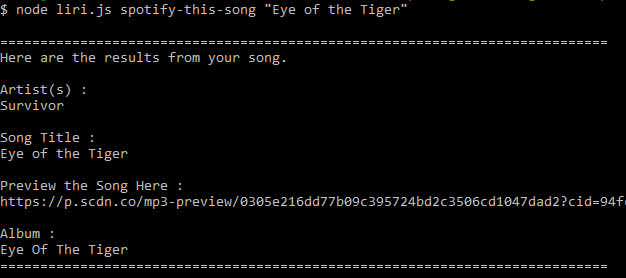 $ node liri.js spotify-this-song "Eye of the Tiger"
============================================================================
Here are the results from your song.
Artist(s) :
Survivor
Song Title :
Eye of the Tiger
Preview the Song Here :
https://p.scdn.co/mp3-preview/0305e216dd77b09c395724bd2c3506cd1047dad2?cid=94f
Album :
Eye Of The Tiger
============================================================================